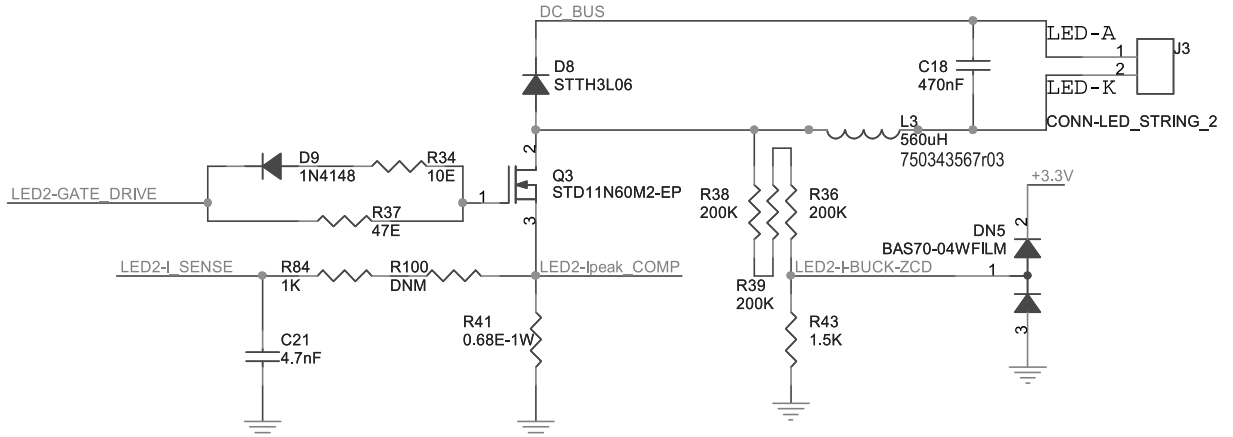 DC_BUS
LED-A
J3
1
2
D8
STTH3L06
C18
470nF
LED-K
L3
CONN-LED_STRING_2
560uH
750343567r03
D9
1N4148
R34
10E
2
Q3
STD11N60M2-EP
LED2-GATE_DRIVE
1
R38
200K
R36
200K
+3.3V
R37
47E
3
2
DN5
BAS70-04WFILM
LED2-I_SENSE
R84
1K
R100
DNM
LED2-Ipeak_COMP
LED2-I-BUCK-ZCD
1
R39
200K
R41
0.68E-1W
R43
1.5K
3
C21
4.7nF